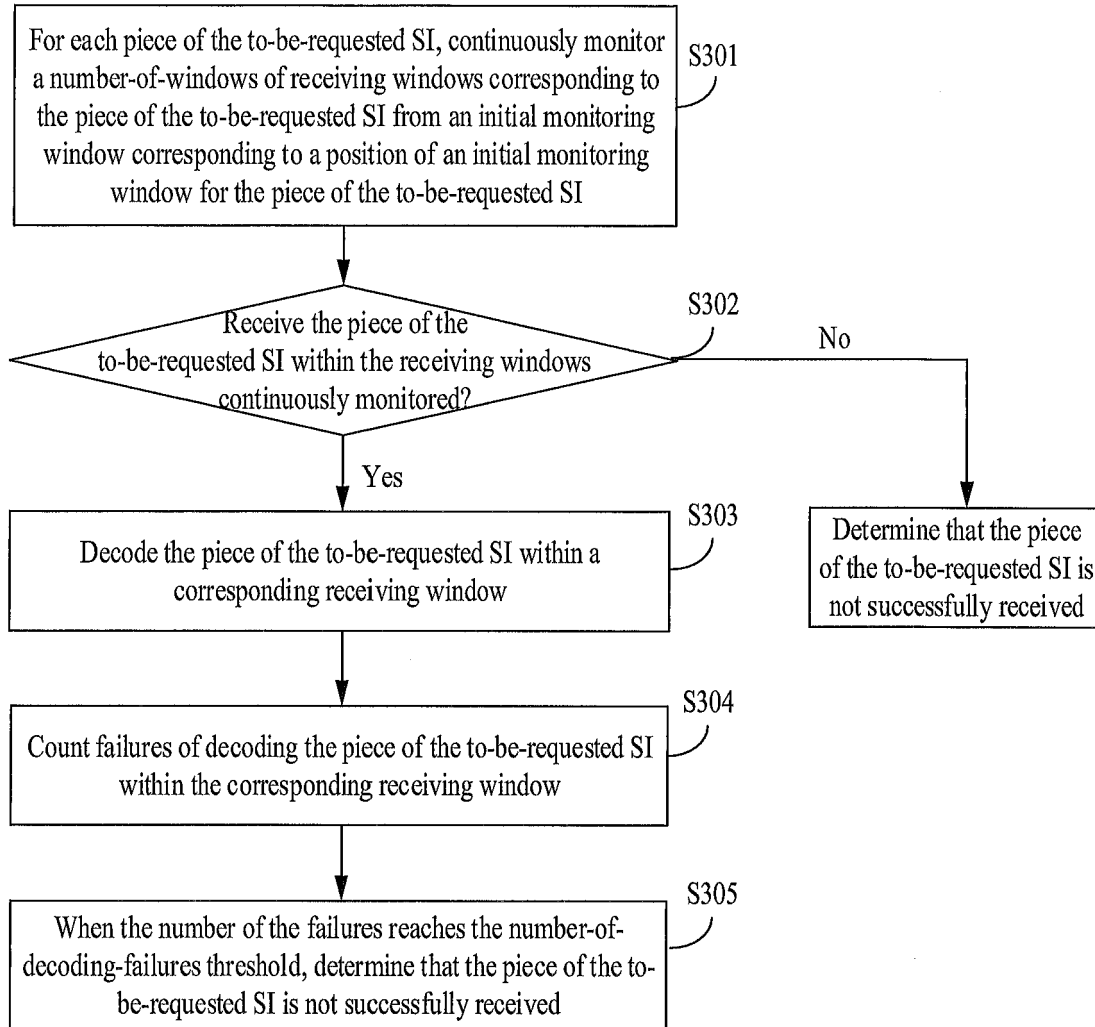 For each piece of the to-be-requested SI, continuously monitor
a number-of-windows of receiving windows corresponding to
the piece of the to-be-requested SI from an initial monitoring
window corresponding to a position of an initial monitoring
window for the piece of the to-be-requested SI
S301
Receive the piece of the
to-be-requested SI within the receiving windows
continuously monitored?
S302
No
Yes
Decode the piece of the to-be-requested SI within a
corresponding receiving window
S303
Determine that the piece
of the to-be-requested SI is
not successfully received
Count failures of decoding the piece of the to-be-requested SI
within the corresponding receiving window
S304
When the number of the failures reaches the number-of-
decoding-failures threshold, determine that the piece of the to-
be-requested SI is not successfully received
S305